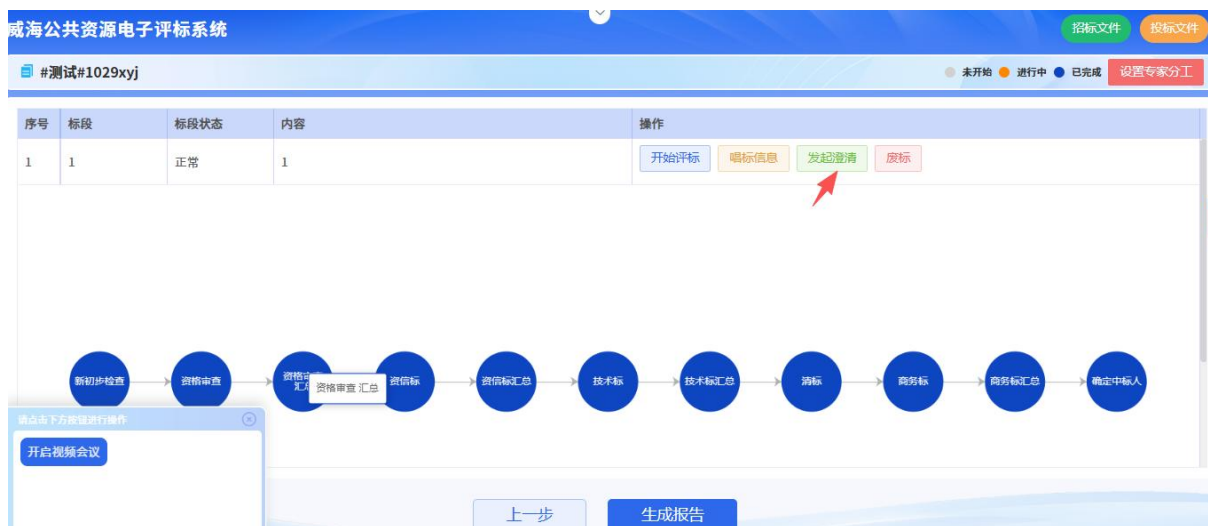 威海公共资源电子评标系统
招标文件
投标文件
#测试#1029xyj
未开始 进行中 已完成 设置专家分工
序号 标段 标段状态 内容 操作
1 1 正常 1 开始评标 唱标信息 发起澄清 废标
新初步检查 资格审查 资格审查 资信标 资信标汇总 技术标 技术标汇总 清标 商务标 商务标汇总 确定中标人
资格审查 汇总
请点击下方按钮进行操作
开启视频会议
上一步 生成报告